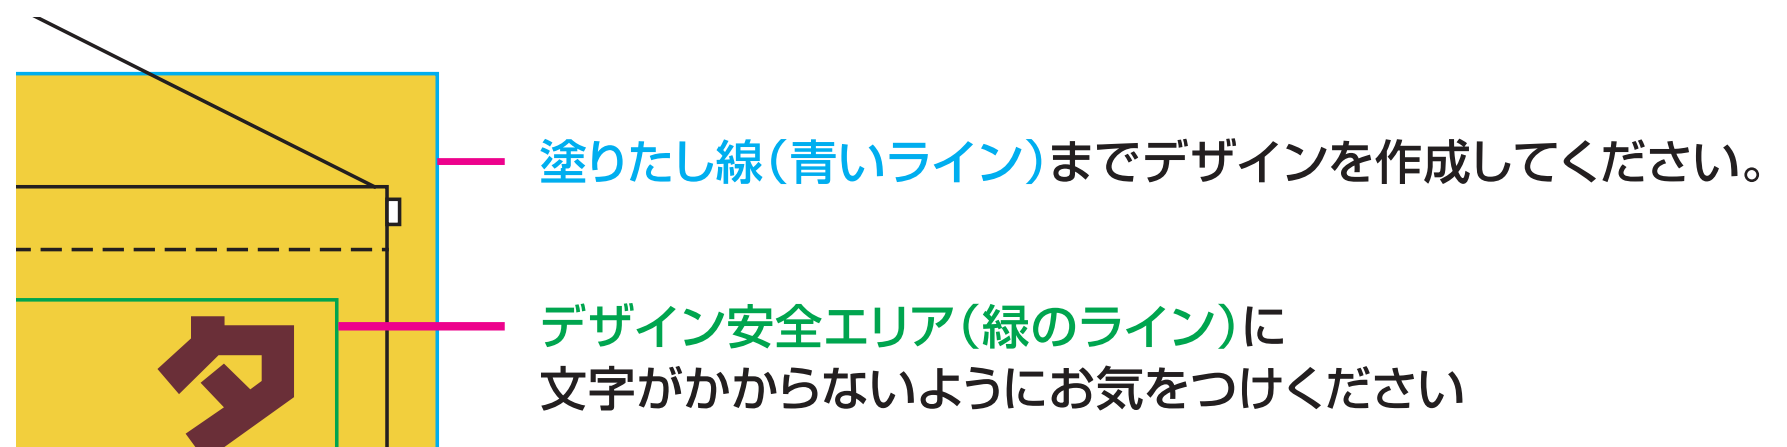 塗りたし線（青いライン）までデザインを作成してください。
デザイン安全エリア（緑のライン）に
文字がかからないようにお気をつけください
タ